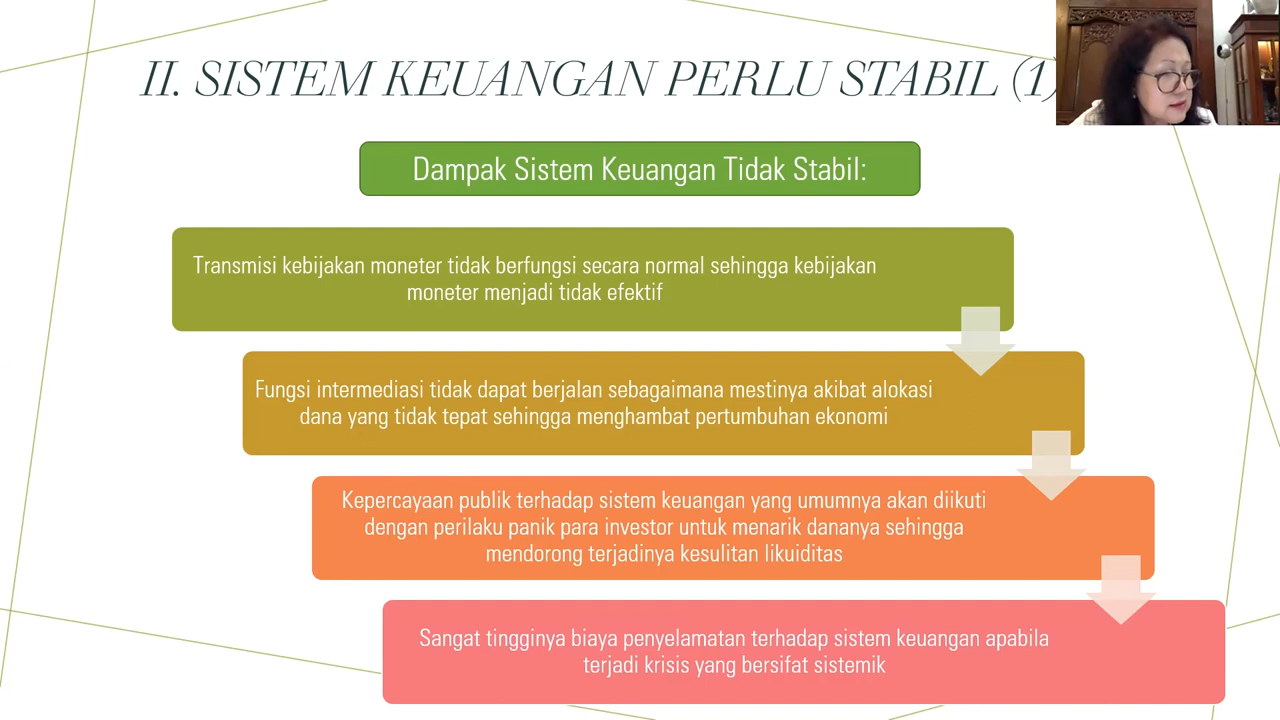 II. SISTEM KEUANGAN PERLU STABIL (1)
Dampak Sistem Keuangan Tidak Stabil:
Transmisi kebijakan moneter tidak berfungsi secara normal sehingga kebijakan
moneter menjadi tidak efektif
Fungsi intermediasi tidak dapat berjalan sebagaimana mestinya akibat alokasi
dana yang tidak tepat sehingga menghambat pertumbuhan ekonomi
Kepercayaan publik terhadap sistem keuangan yang umumnya akan diikuti
dengan perilaku panik para investor untuk menarik dananya sehingga
mendorong terjadinya kesulitan likuiditas
Sangat tingginya biaya penyelamatan terhadap sistem keuangan apabila
terjadi krisis yang bersifat sistemik